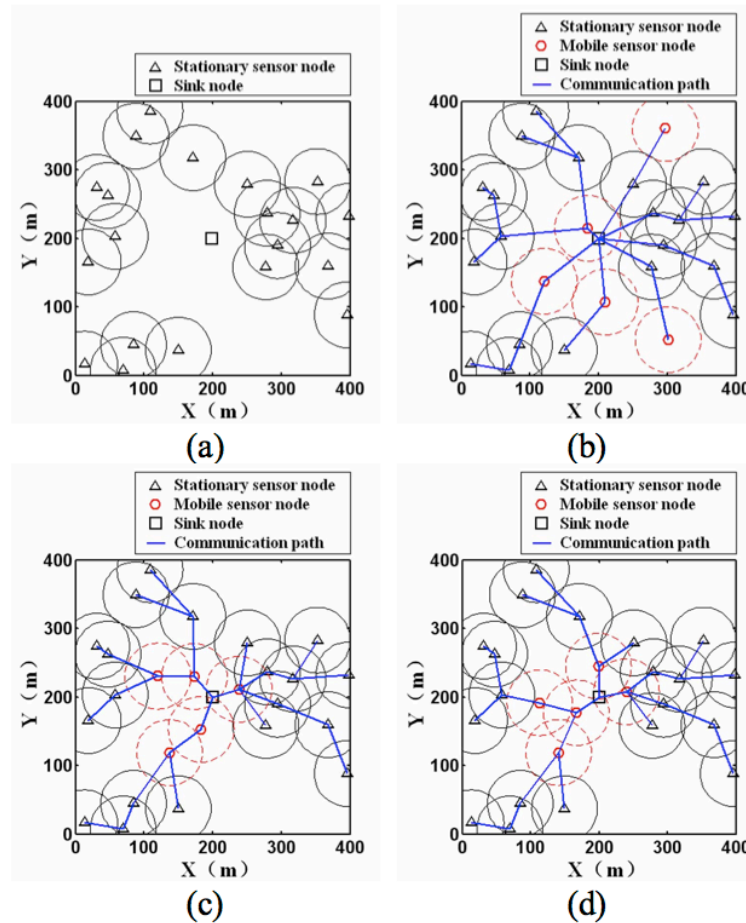 Stationary sensor node
Sink node
400
300
200
100
0
0 100 200 300 400
Y (m)
X (m)
(a)
Stationary sensor node
Mobile sensor node
Sink node
Communication path
400
300
200
100
0
0 100 200 300 400
Y (m)
X (m)
(b)
Stationary sensor node
Mobile sensor node
Sink node
Communication path
400
300
200
100
0
0 100 200 300 400
Y (m)
X (m)
(c)
Stationary sensor node
Mobile sensor node
Sink node
Communication path
400
300
200
100
0
0 100 200 300 400
Y (m)
X (m)
(d)